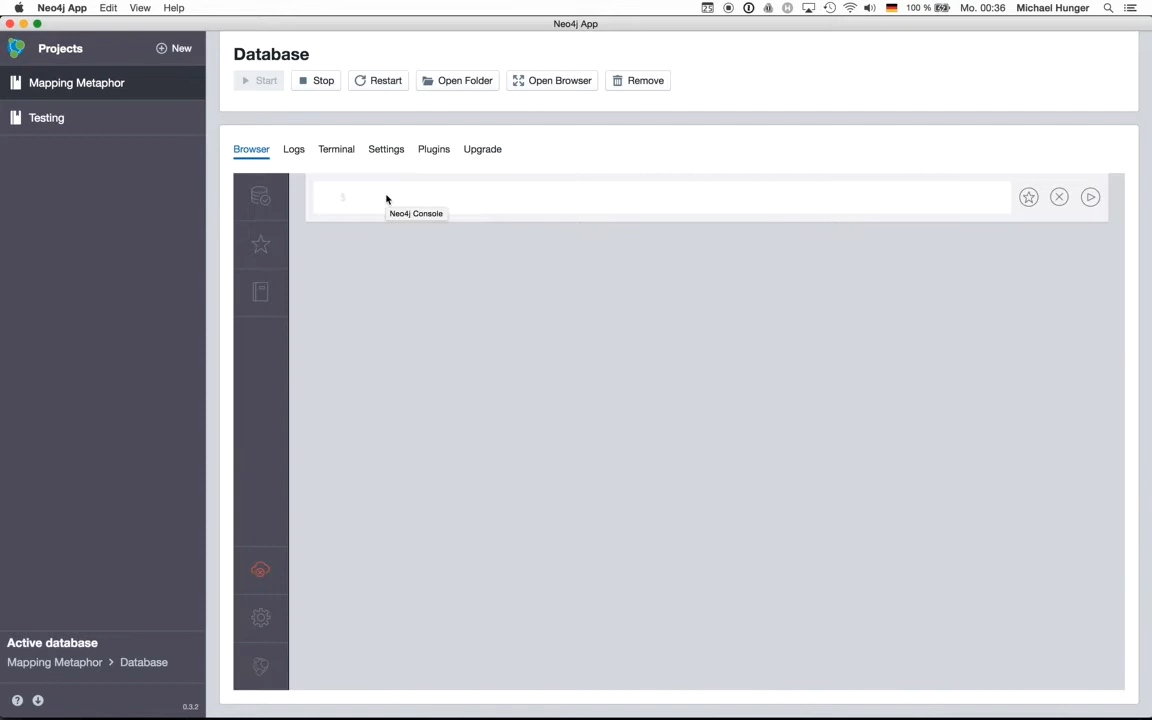 Neo4j App Edit View Help 25 100 % Mo. 00:36 Michael Hunger
Neo4j App
Projects New
Mapping Metaphor
Testing
Database
Start Stop Restart Open Folder Open Browser Remove
Browser Logs Terminal Settings Plugins Upgrade
$
Neo4j Console
Active database
Mapping Metaphor > Database
0.3.2